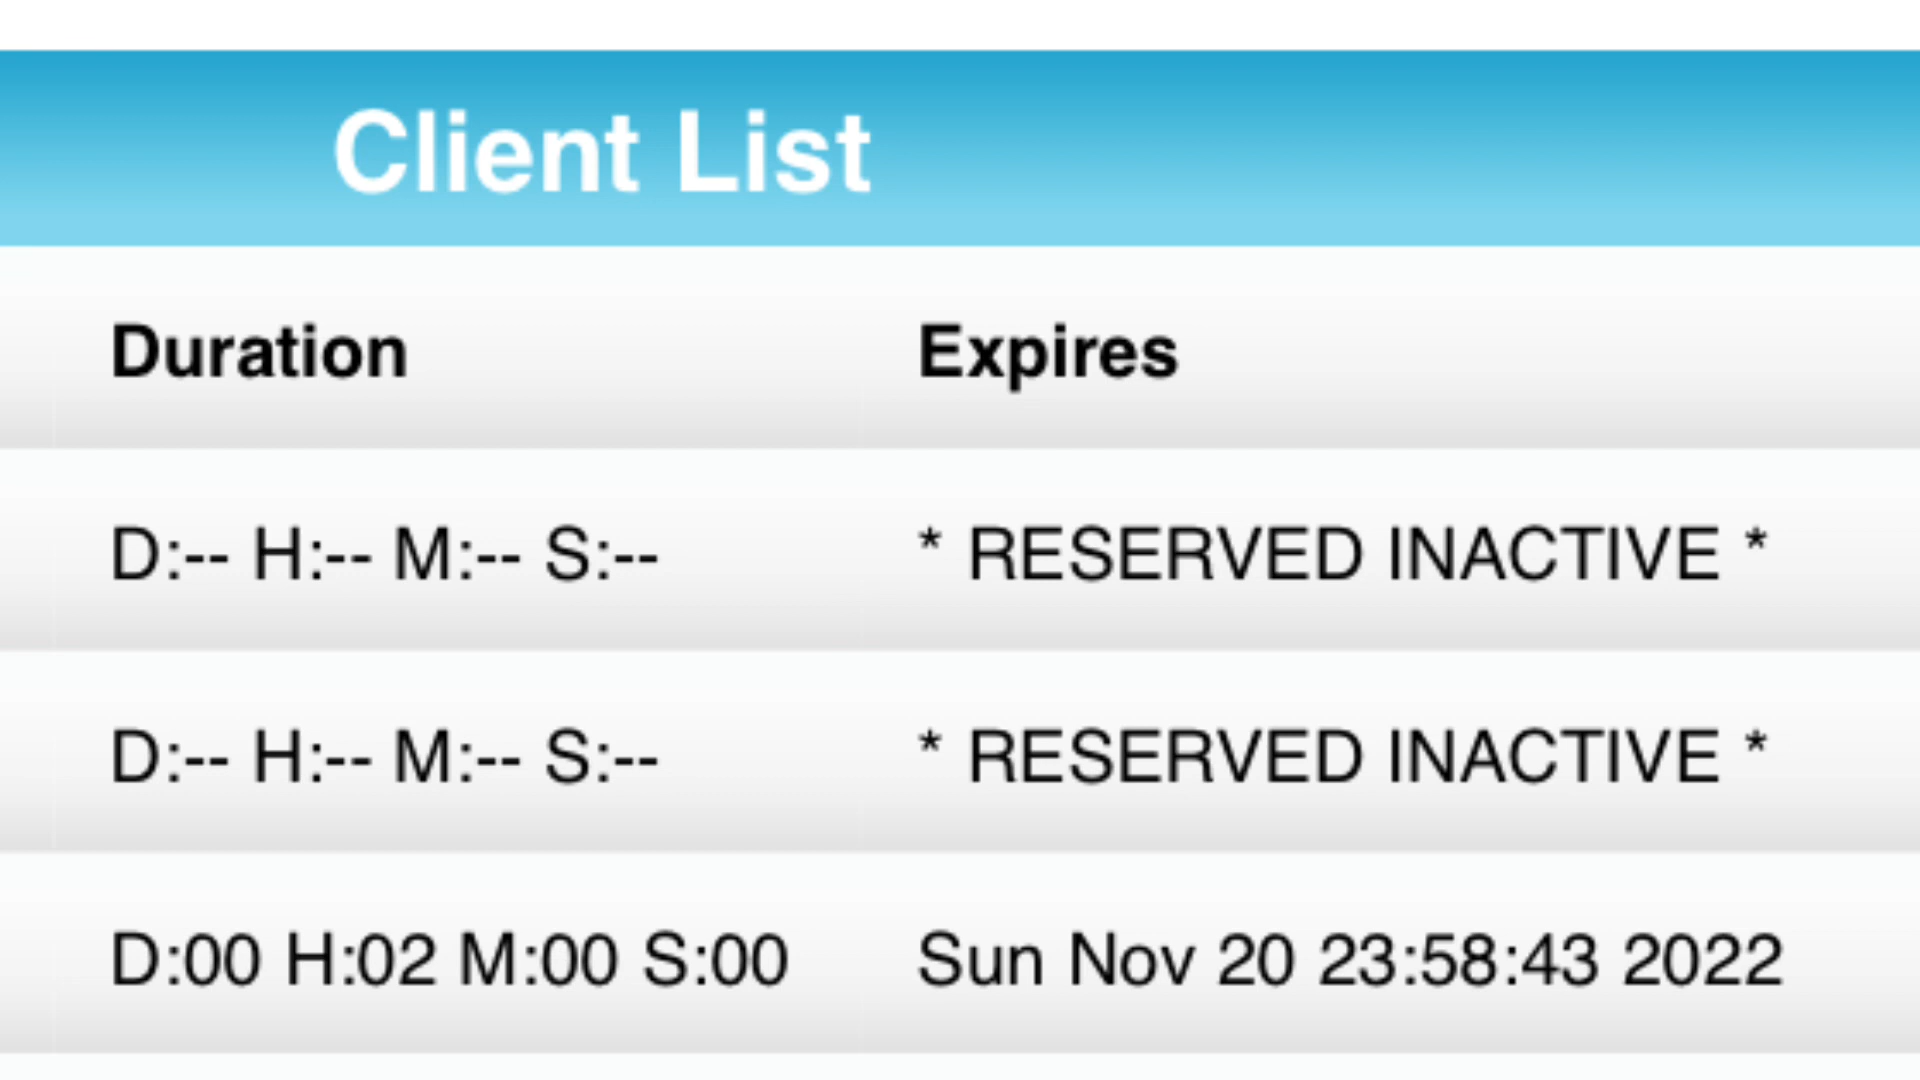 Client List
Duration Expires
D:-- H:-- M:-- S:-- * RESERVED INACTIVE *
D:-- H:-- M:-- S:-- * RESERVED INACTIVE *
D:00 H:02 M:00 S:00 Sun Nov 20 23:58:43 2022